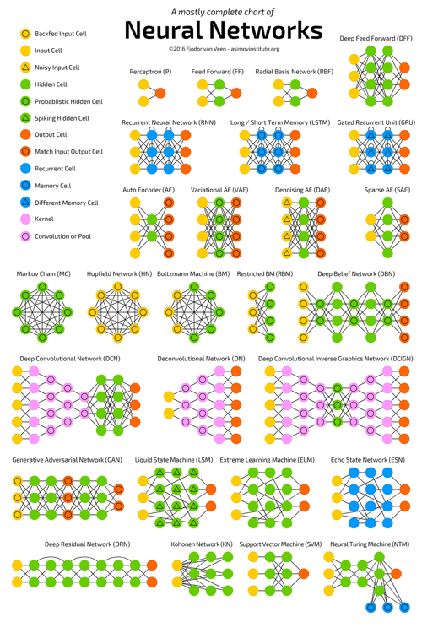 A mostly complete chart of
Neural Networks
©2016 Fjodor van Veen - asimovinstitute.org
Backfed Input Cell
Input Cell
Noisy Input Cell
Hidden Cell
Probabilistic Hidden Cell
Spiking Hidden Cell
Output Cell
Match Input Output Cell
Recurrent Cell
Memory Cell
Different Memory Cell
Kernel
Convolution or Pool
Perceptron (P)
Feed Forward (FF)
Radial Basis Network (RBF)
Deep Feed Forward (DFF)
Recurrent Neural Network (RNN)
Long / Short Term Memory (LSTM)
Gated Recurrent Unit (GRU)
Auto Encoder (AE)
Variational AE (VAE)
Denoising AE (DAE)
Sparse AE (SAE)
Markov Chain (MC)
Hopfield Network (HN)
Boltzmann Machine (BM)
Restricted BM (RBM)
Deep Belief Network (DBN)
Deep Convolutional Network (DCN)
Deconvolutional Network (DN)
Deep Convolutional Inverse Graphics Network (DCIGN)
Generative Adversarial Network (GAN)
Liquid State Machine (LSM)
Extreme Learning Machine (ELM)
Echo State Network (ESN)
Deep Residual Network (DRN)
Kohonen Network (KN)
Support Vector Machine (SVM)
Neural Turing Machine (NTM)